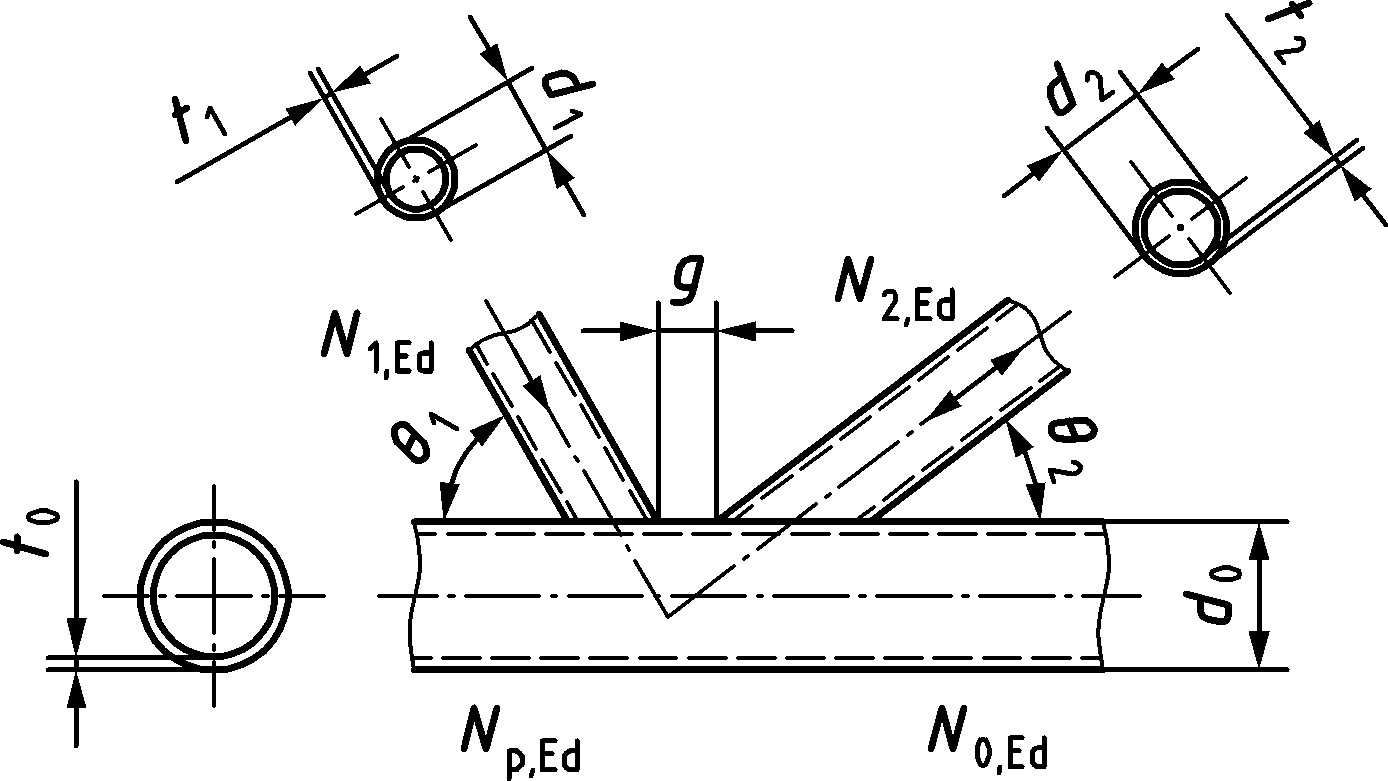 t1
d1
d2
t2
N1,Ed
g
N2,Ed
θ1
θ2
t0
d0
Np,Ed
N0,Ed